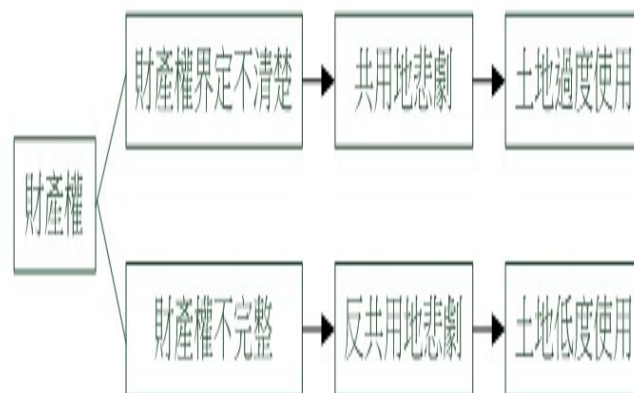 財產權
財產權界定不清楚
共用地悲劇
土地過度使用
財產權不完整
反共用地悲劇
土地低度使用